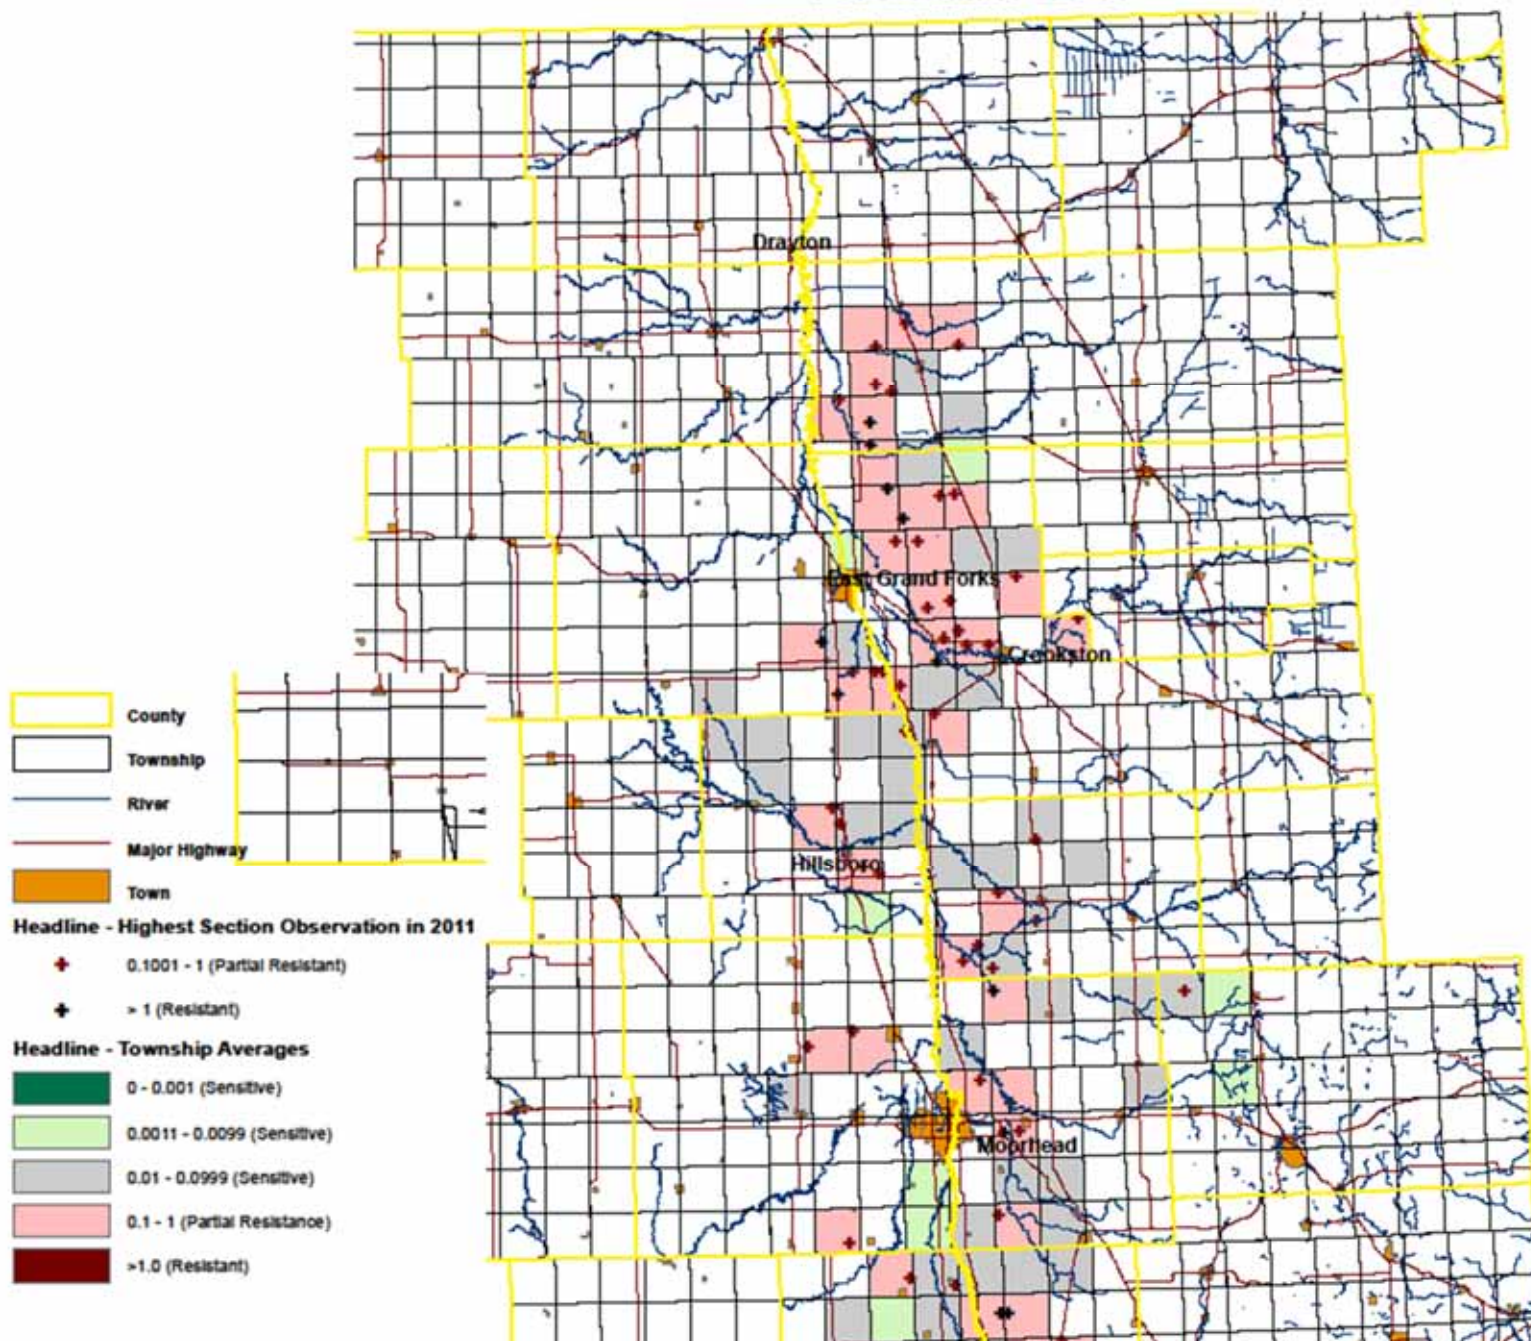 Drayton
East Grand Forks
Crookston
Hillsboro
Moorhead
County
Township
River
Major Highway
Town
Headline - Highest Section Observation in 2011
0.1001 - 1 (Partial Resistant)
> 1 (Resistant)
Headline - Township Averages
0 - 0.001 (Sensitive)
0.0011 - 0.0099 (Sensitive)
0.01 - 0.0999 (Sensitive)
0.1 - 1 (Partial Resistance)
>1.0 (Resistant)